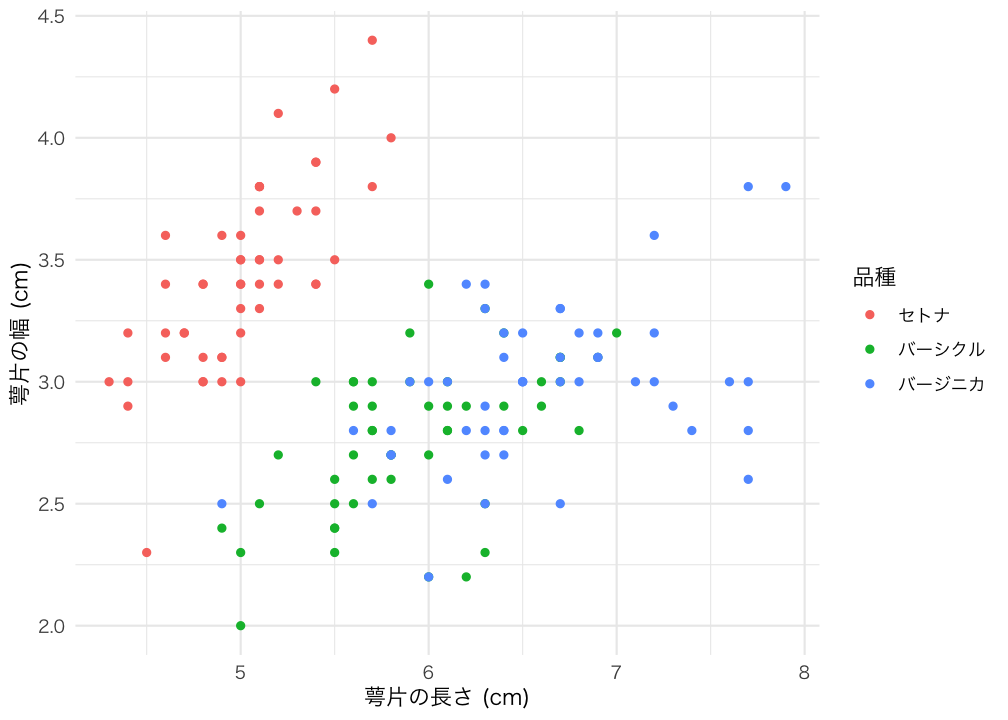 4.5
4.0
3.5
3.0
2.5
2.0
萼片の幅 (cm)
5 6 7 8
萼片の長さ (cm)
品種
セトナ
バーシクル
バージニカ